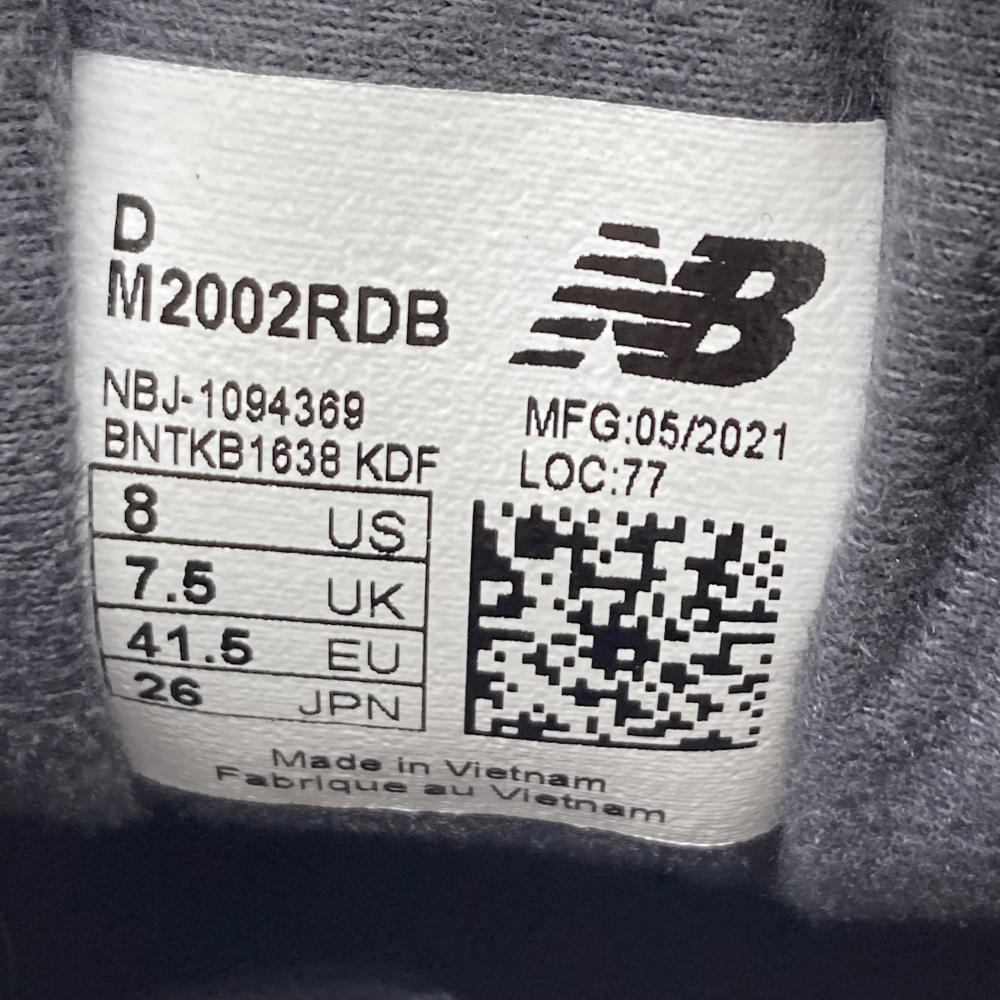 D
M2002RDB
NB
NBJ-1094369
BNTKB1638 KDF
MFG:05/2021
LOC:77
8 US
7.5 UK
41.5 EU
26 JPN
Made in Vietnam
Fabrique au Vietnam